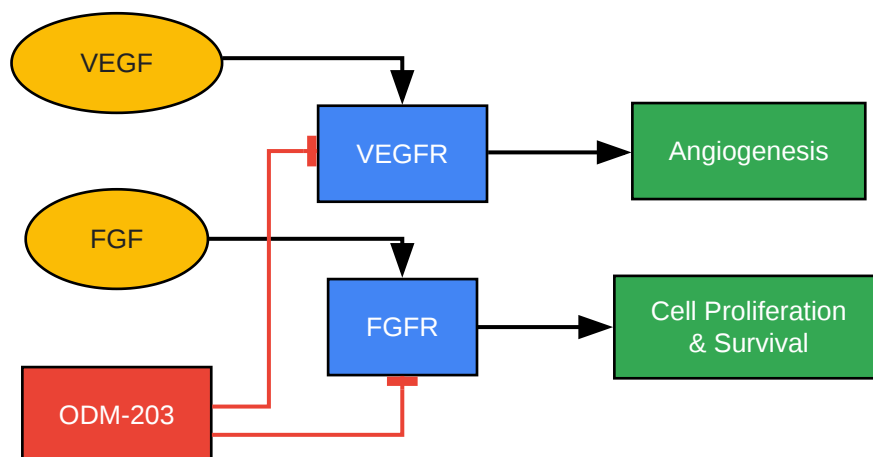 VEGF
VEGFR
Angiogenesis
FGF
FGFR
Cell Proliferation
& Survival
ODM-203